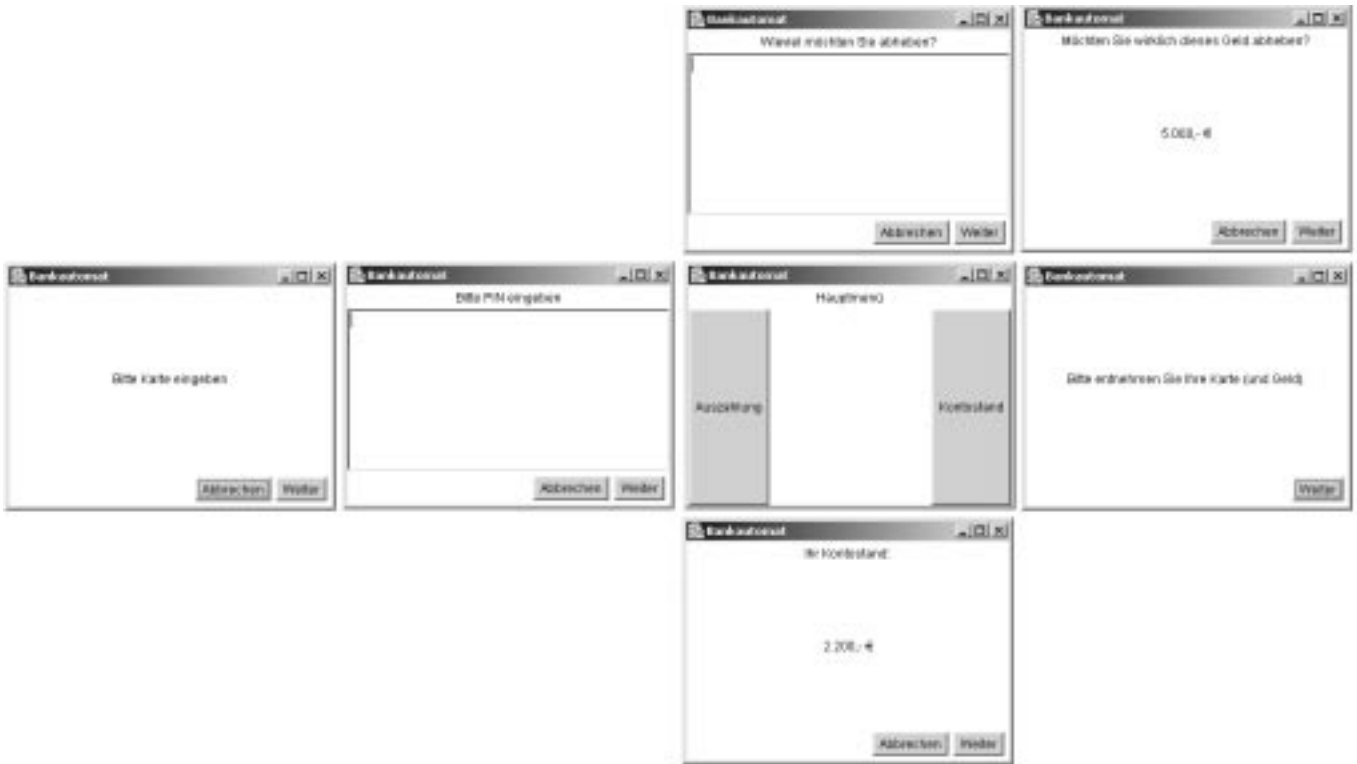 Bankautomat
Wieviel möchten Sie abheben?
Abbrechen Weiter
Bankautomat
Möchten Sie wirklich dieses Geld abheben?
5.000,- €
Abbrechen Weiter
Bankautomat
Bitte Karte eingeben
Abbrechen Weiter
Bankautomat
Bitte PIN eingeben
Abbrechen Weiter
Bankautomat
Hauptmenü
Auszahlung Kontostand
Bankautomat
Bitte entnehmen Sie Ihre Karte (und Geld)
Weiter
Bankautomat
Ihr Kontostand:
2.200,- €
Abbrechen Weiter